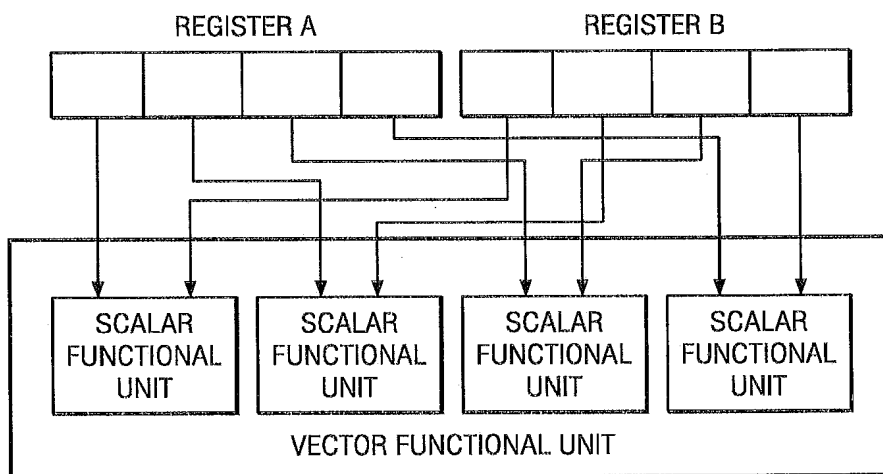 REGISTER A
REGISTER B
SCALAR
FUNCTIONAL
UNIT
SCALAR
FUNCTIONAL
UNIT
SCALAR
FUNCTIONAL
UNIT
SCALAR
FUNCTIONAL
UNIT
VECTOR FUNCTIONAL UNIT